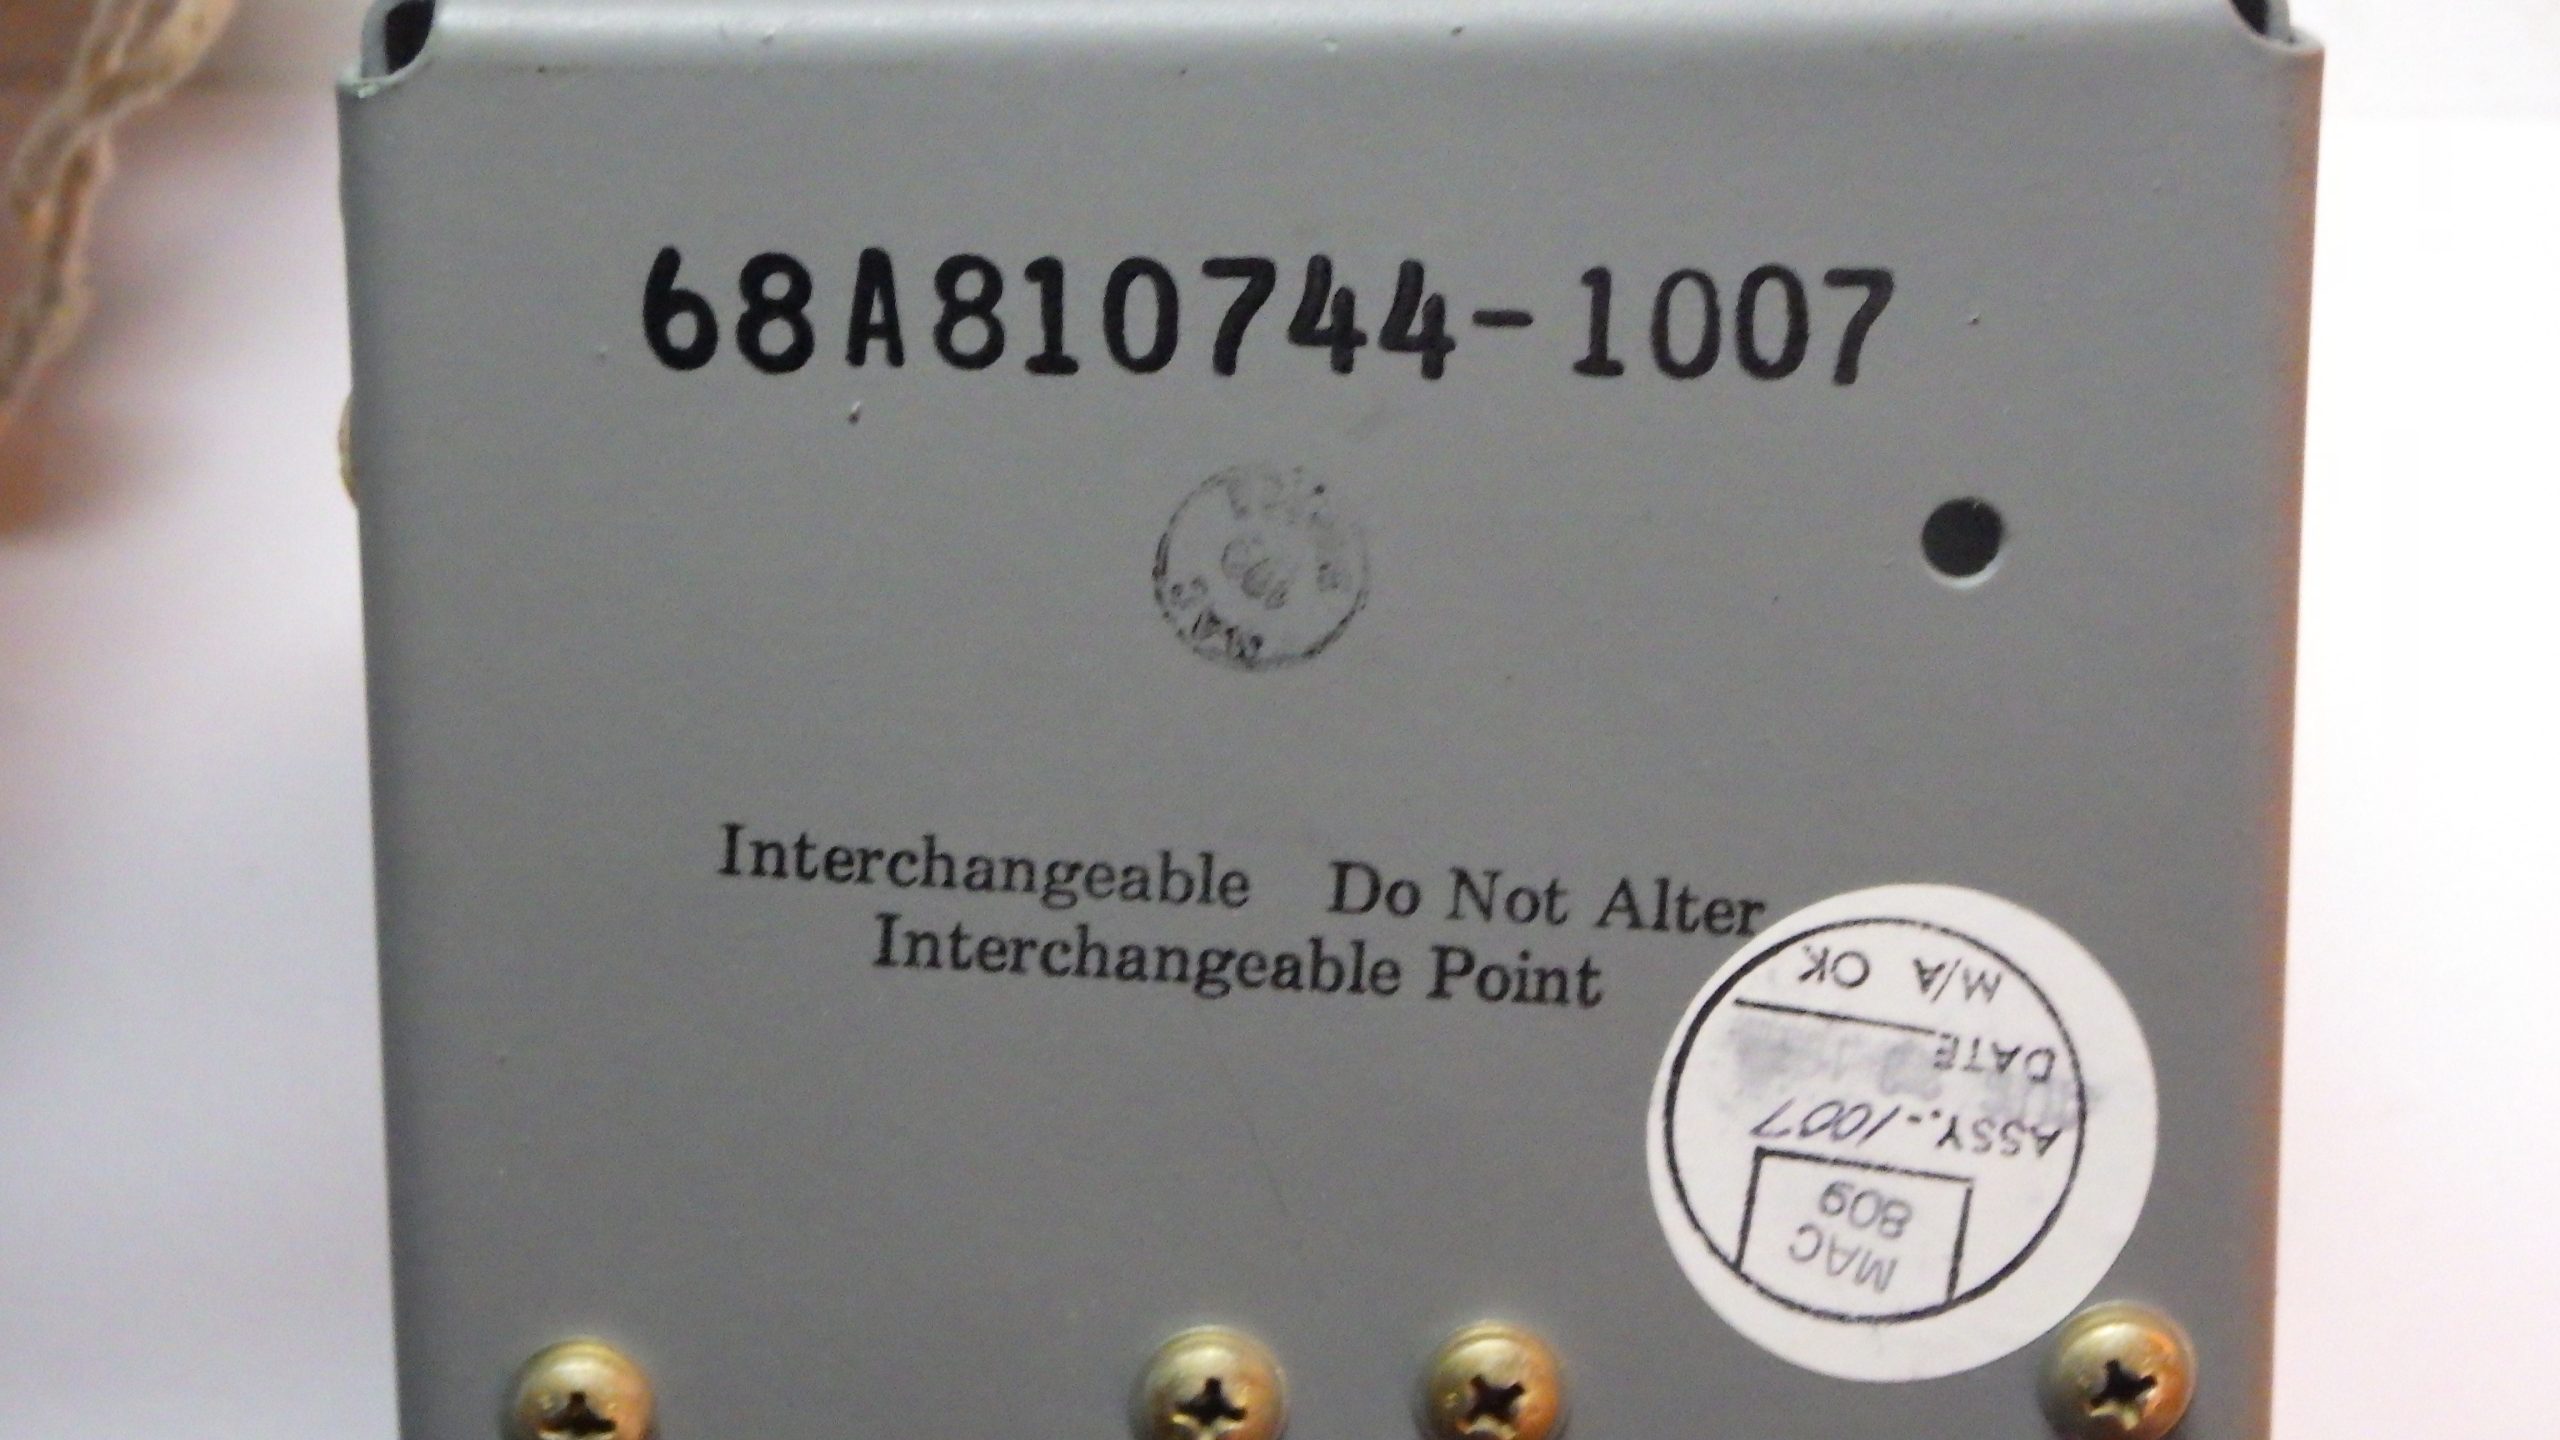 68A810744-1007
Interchangeable Do Not Alter
Interchangeable Point
MAC
809
ASSY.-1007
DATE
M/A OK